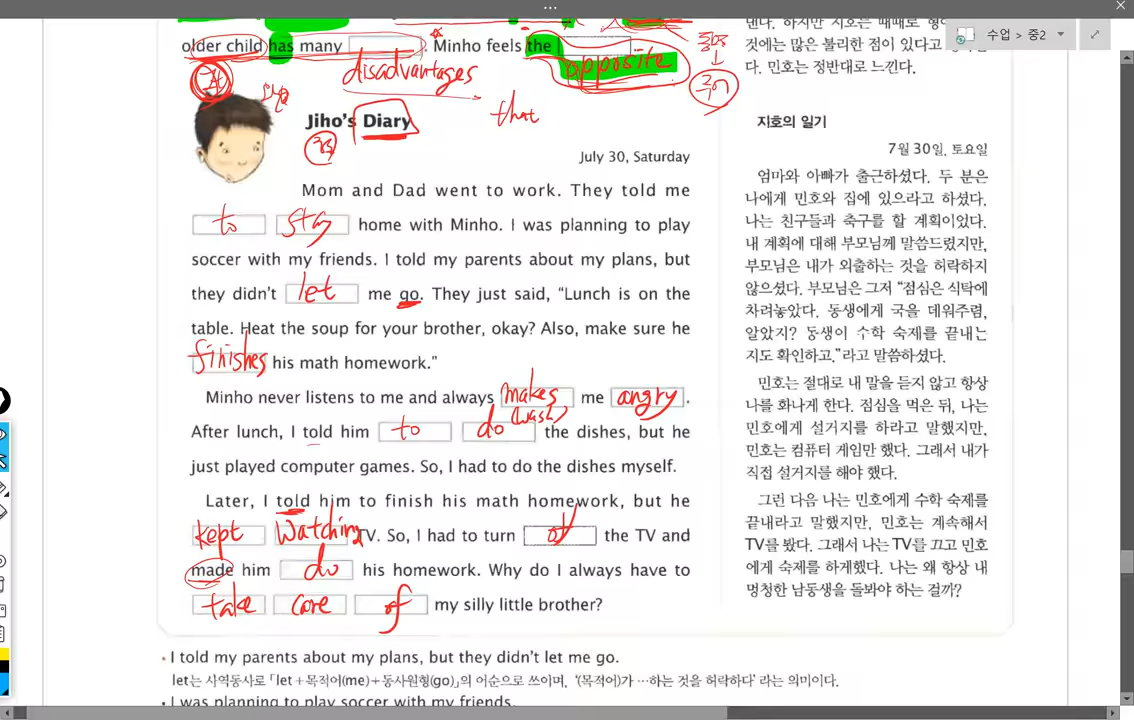 older child has many disadvantages. Minho feels the opposite
주어
that
Jiho's Diary
July 30, Saturday
Mom and Dad went to work. They told me
to stay home with Minho. I was planning to play
soccer with my friends. I told my parents about my plans, but
they didn't let me go. They just said, "Lunch is on the
table. Heat the soup for your brother, okay? Also, make sure he
finishes his math homework."
Minho never listens to me and always makes me angry.
(wash)
After lunch, I told him to do the dishes, but he
just played computer games. So, I had to do the dishes myself.
Later, I told him to finish his math homework, but he
kept watching TV. So, I had to turn of the TV and
made him do his homework. Why do I always have to
take care of my silly little brother?
• I told my parents about my plans, but they didn't let me go.
let는 사역동사로 「let+목적어(me)+동사원형(go)」의 어순으로 쓰이며, '(목적어)가 …하는 것을 허락하다' 라는 의미이다.
• I was planning to play soccer with my friends.
것에는 많은 불리한 점이 있다고
다. 민호는 정반대로 느낀다.
지호의 일기
7월 30일, 토요일
엄마와 아빠가 출근하셨다. 두 분은
나에게 민호와 집에 있으라고 하셨다.
나는 친구들과 축구를 할 계획이었다.
내 계획에 대해 부모님께 말씀드렸지만,
부모님은 내가 외출하는 것을 허락하지
않으셨다. 부모님은 그저 "점심은 식탁에
차려놓았다. 동생에게 국을 데워주렴,
알았지? 동생이 수학 숙제를 끝내는
지도 확인하고."라고 말씀하셨다.
민호는 절대로 내 말을 듣지 않고 항상
나를 화나게 한다. 점심을 먹은 뒤, 나는
민호에게 설거지를 하라고 말했지만,
민호는 컴퓨터 게임만 했다. 그래서 내가
직접 설거지를 해야 했다.
그런 다음 나는 민호에게 수학 숙제를
끝내라고 말했지만, 민호는 계속해서
TV를 봤다. 그래서 나는 TV를 끄고 민호
에게 숙제를 하게했다. 나는 왜 항상 내
멍청한 남동생을 돌봐야 하는 걸까?
수업 > 중2